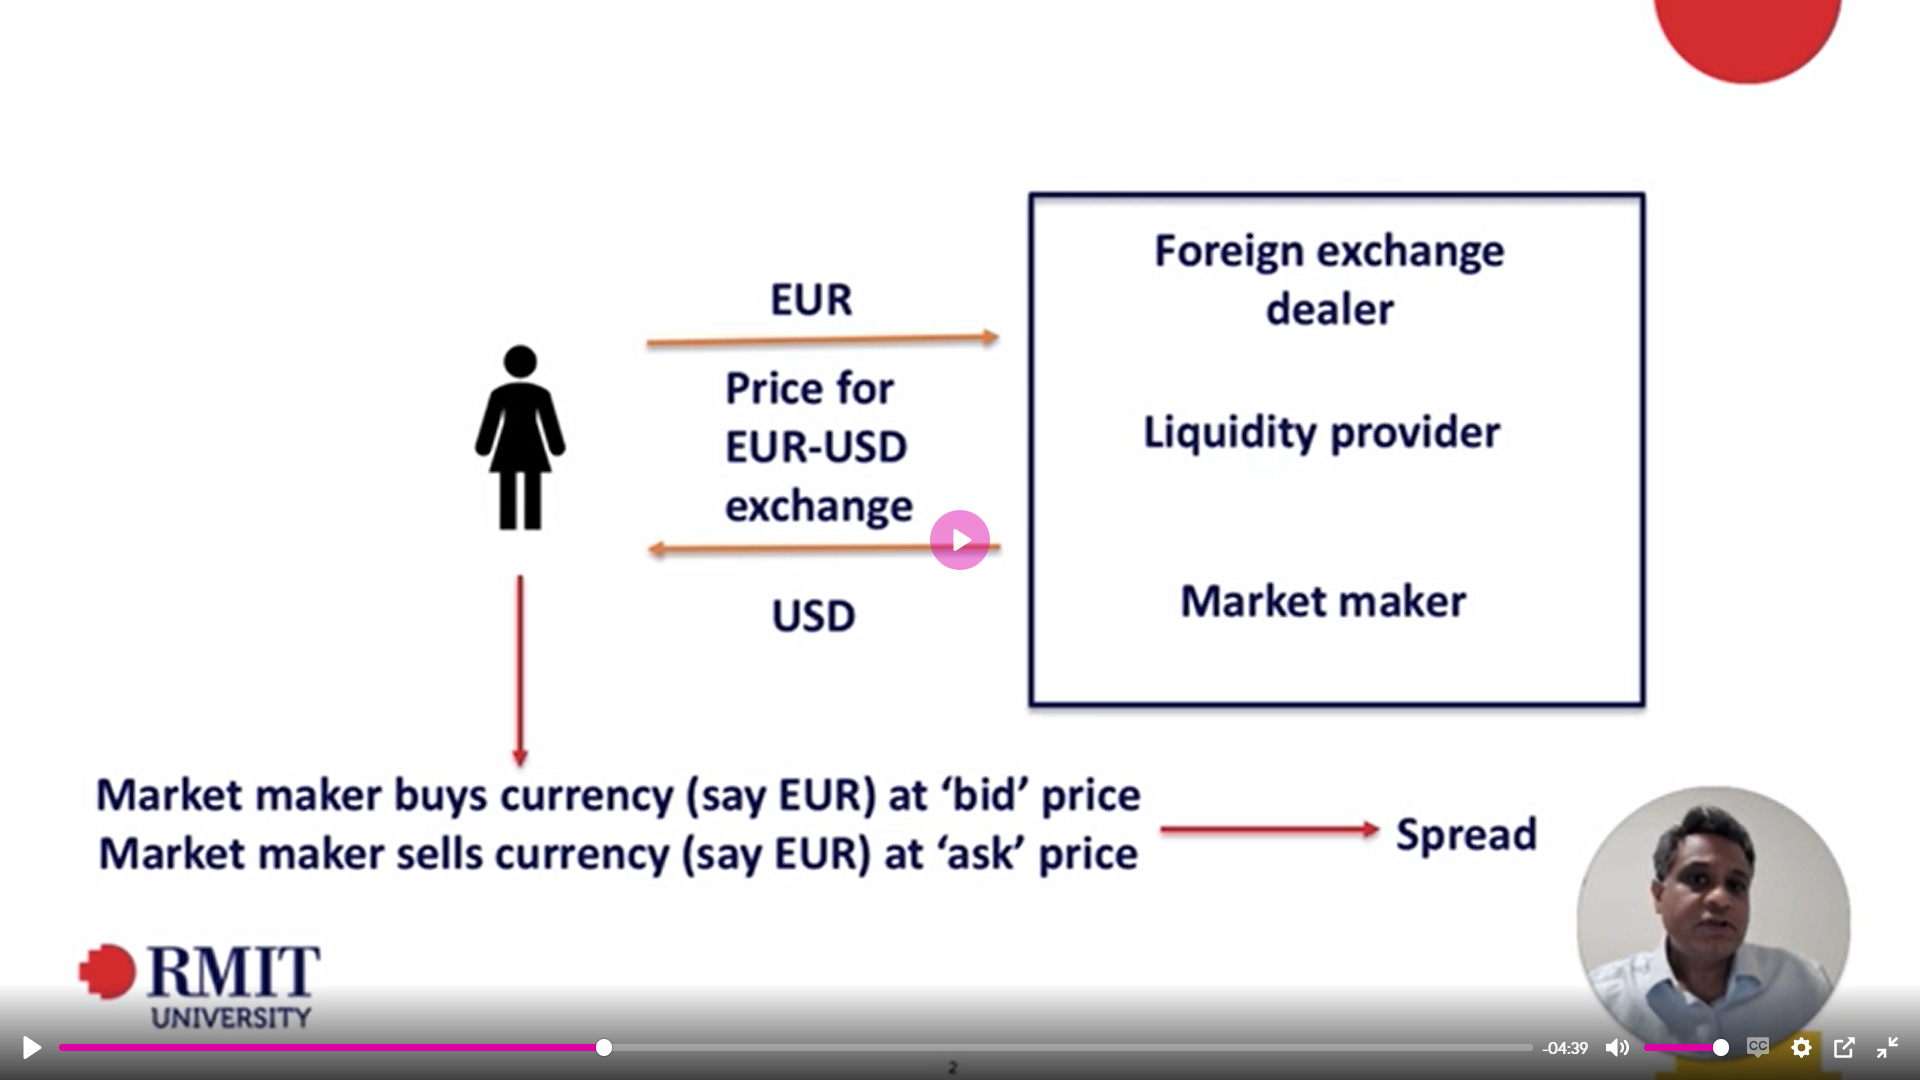 Foreign exchange
dealer
Liquidity provider
Market maker
EUR
Price for
EUR-USD
exchange
USD
Market maker buys currency (say EUR) at ‘bid’ price
Market maker sells currency (say EUR) at ‘ask’ price
Spread
RMIT
UNIVERSITY
-04:39
CC
2